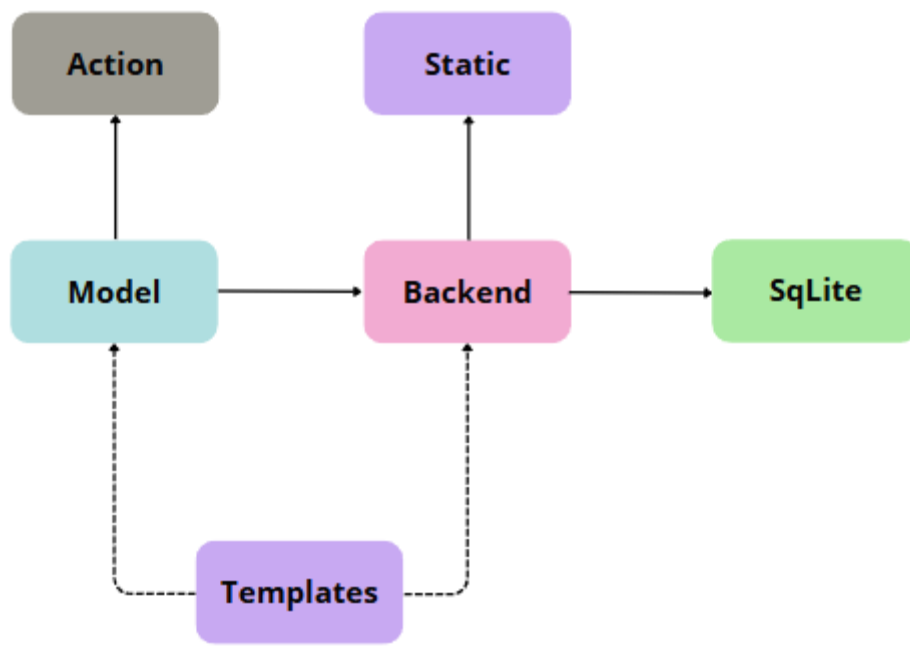 Action
Static
Model
Backend
SqLite
Templates